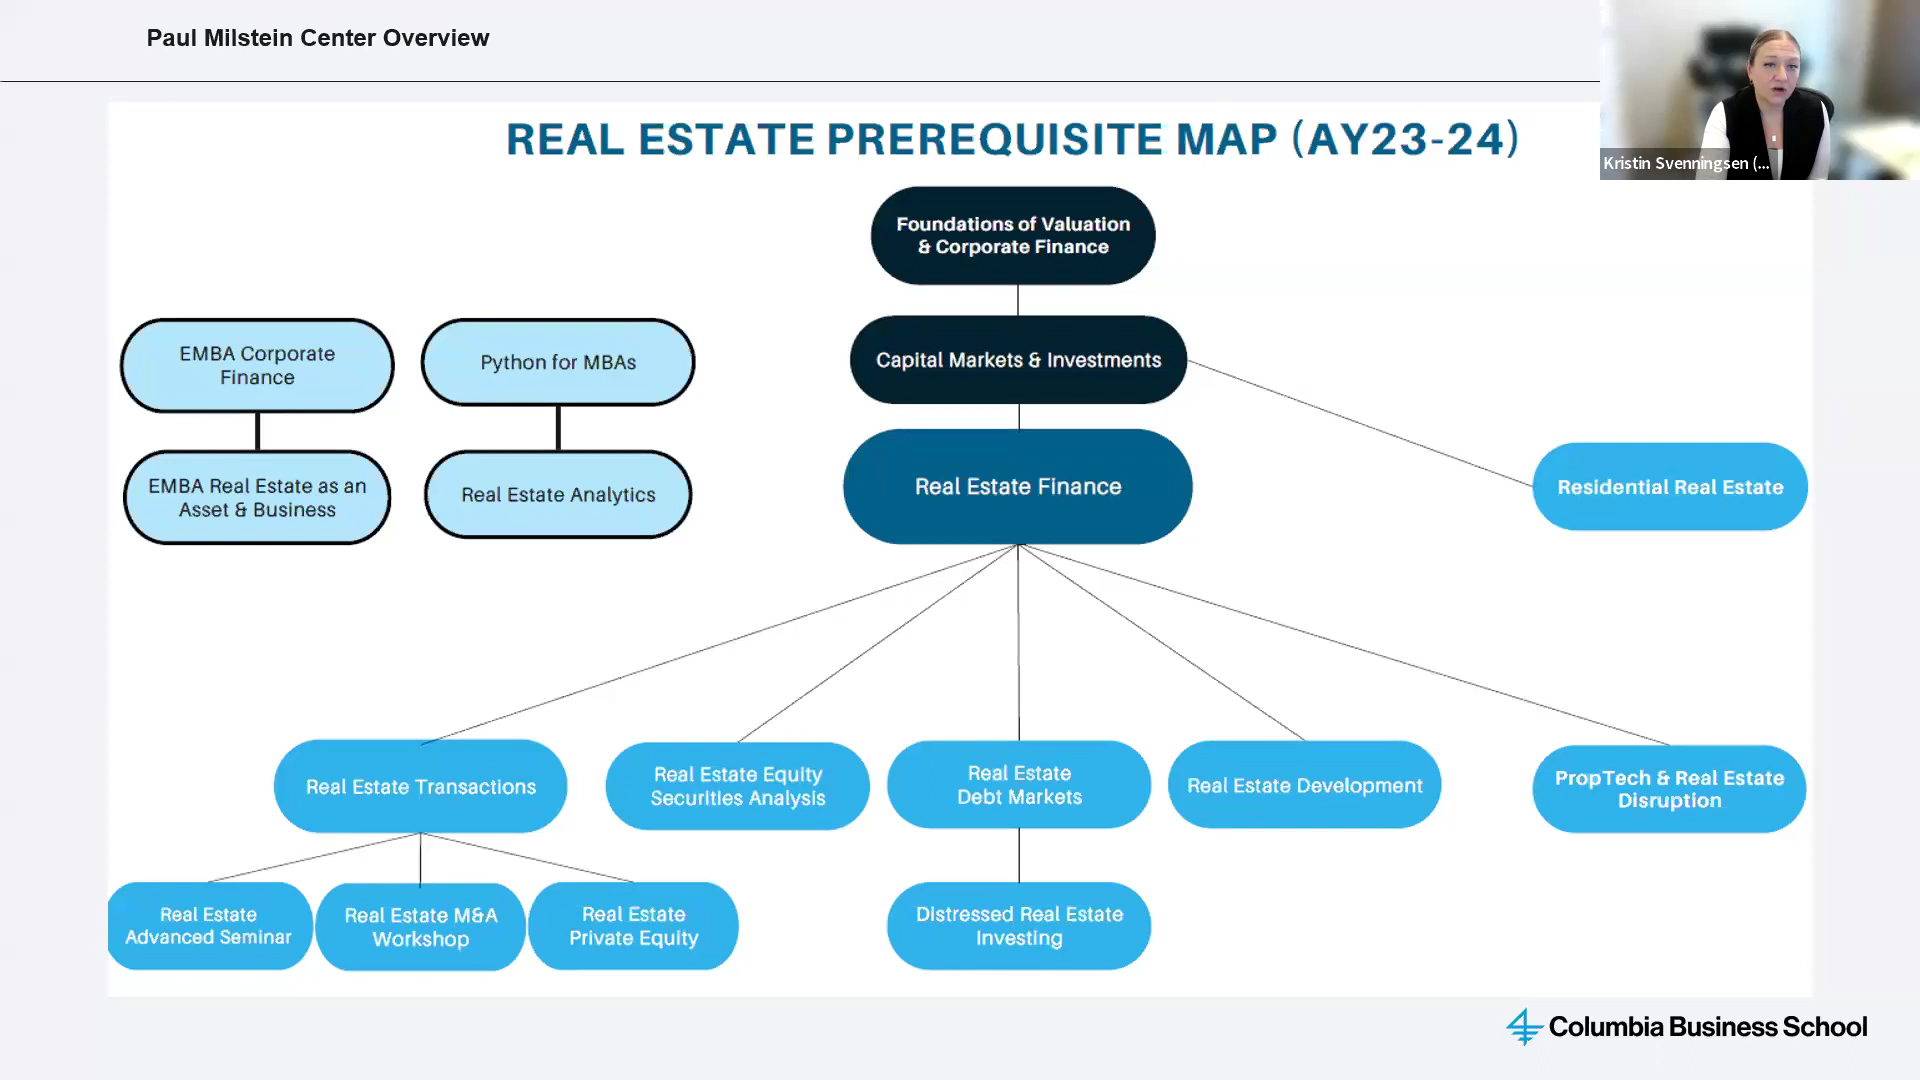 Paul Milstein Center Overview
Kristin Svenningsen (...
REAL ESTATE PREREQUISITE MAP (AY23-24)
Foundations of Valuation
& Corporate Finance
EMBA Corporate
Finance
Python for MBAs
Capital Markets & Investments
EMBA Real Estate as an
Asset & Business
Real Estate Analytics
Real Estate Finance
Residential Real Estate
Real Estate Transactions
Real Estate Equity
Securities Analysis
Real Estate
Debt Markets
Real Estate Development
PropTech & Real Estate
Disruption
Real Estate
Advanced Seminar
Real Estate M&A
Workshop
Real Estate
Private Equity
Distressed Real Estate
Investing
Columbia Business School